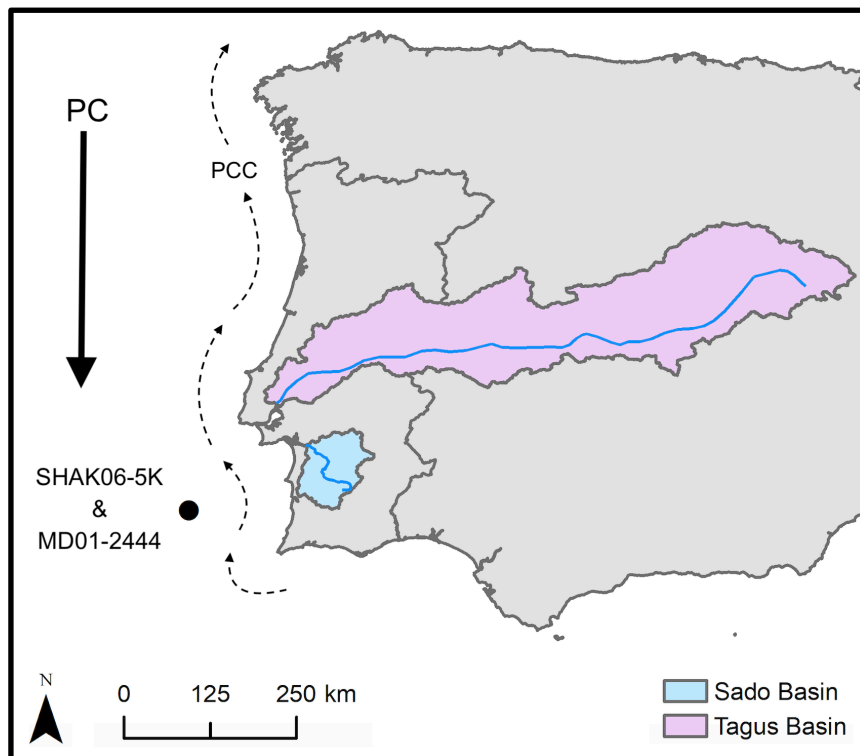 PC
PCC
SHAK06-5K
&
MD01-2444
N
0 125 250 km
Sado Basin
Tagus Basin